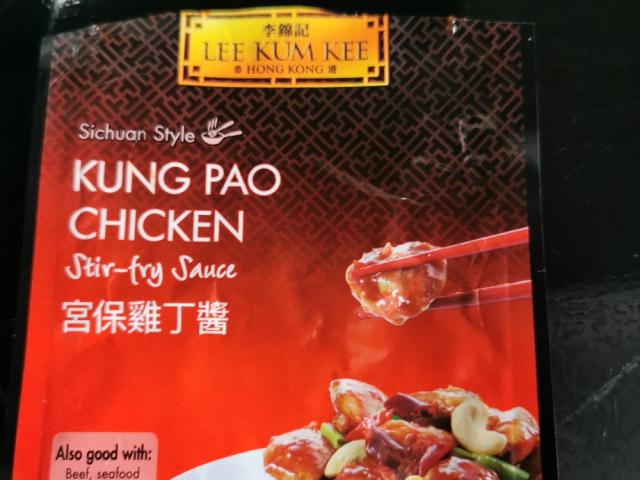 李錦記
LEE KUM KEE
香 HONG KONG 港
Sichuan Style
KUNG PAO
CHICKEN
Stir-fry Sauce
宮保雞丁醬
Also good with:
Beef, seafood